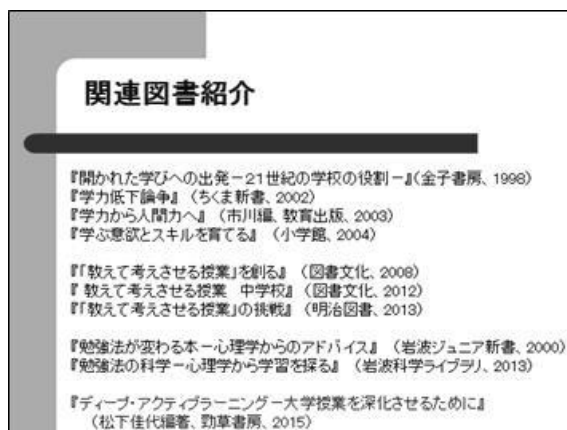 関連図書紹介
『開かれた学びへの出発－21世紀の学校の役割－』(金子書房、1998)
『学力低下論争』（ちくま新書、2002）
『学力から人間力へ』（市川編、教育出版、2003）
『学ぶ意欲とスキルを育てる』（小学館、2004）
『「教えて考えさせる授業」を創る』（図書文化、2008）
『 教えて考えさせる授業　中学校』（図書文化、2012）
『「教えて考えさせる授業」の挑戦』（明治図書、2013）
『勉強法が変わる本－心理学からのアドバイス』（岩波ジュニア新書、2000）
『勉強法の科学－心理学から学習を探る』（岩波科学ライブラリ、2013）
『ディープ・アクティブラーニング－大学授業を深化させるために』
（松下佳代編著、勁草書房、2015）